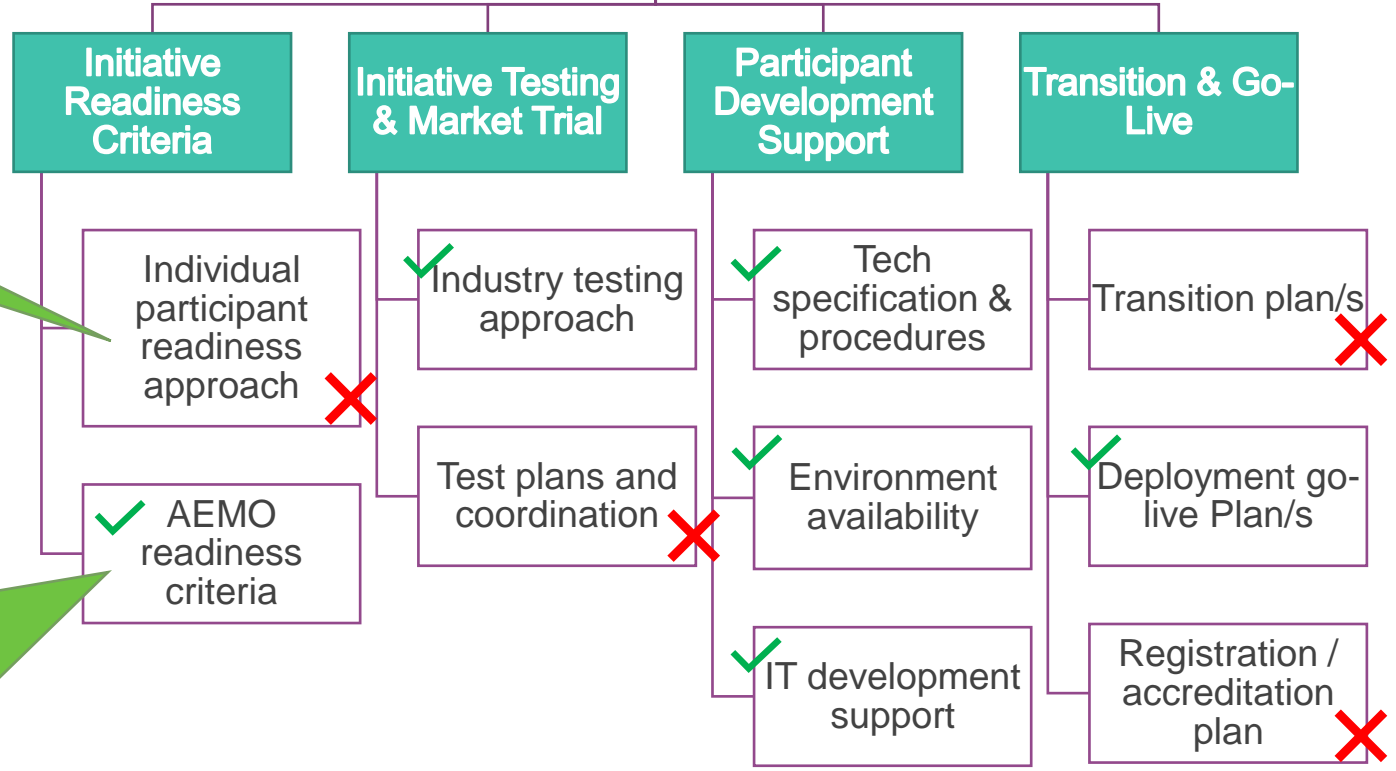 Initiative
Readiness
Criteria
Individual
participant
readiness
approach
AEMO
readiness
criteria
Initiative Testing
& Market Trial
Industry testing
approach
Test plans and
coordination
Participant
Development
Support
Tech
specification &
procedures
Environment
availability
IT development
support
Transition & Go-
Live
Transition plan/s
Deployment go-
live Plan/s
Registration /
accreditation
plan